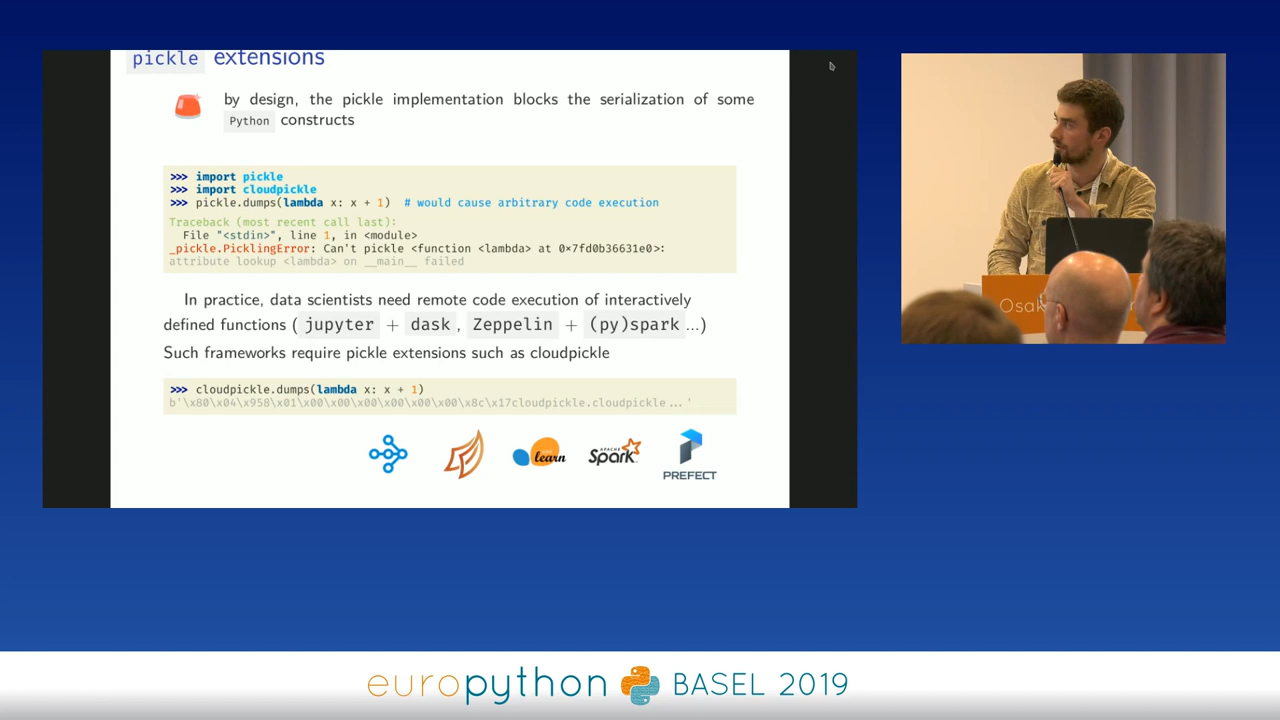 pickle extensions
by design, the pickle implementation blocks the serialization of some
Python constructs
>>> import pickle
>>> import cloudpickle
>>> pickle.dumps(lambda x: x + 1) # would cause arbitrary code execution
Traceback (most recent call last):
File "<stdin>", line 1, in <module>
_pickle.PicklingError: Can't pickle <function <lambda> at 0×7fd0b36631e0>:
attribute lookup <lambda> on __main__ failed
In practice, data scientists need remote code execution of interactively
defined functions ( jupyter + dask , Zeppelin + (py)spark ...)
Such frameworks require pickle extensions such as cloudpickle
>>> cloudpickle.dumps(lambda x: x + 1)
b'\x80\x04\x958\x01\x00\x00\x00\x00\x00\x00\x8c\x17cloudpickle.cloudpickle ... '
learn
APACHE
Spark
PREFECT
Osak
europython BASEL 2019